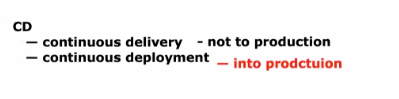 CD
— continuous delivery - not to production
— continuous deployment — into prodctuion